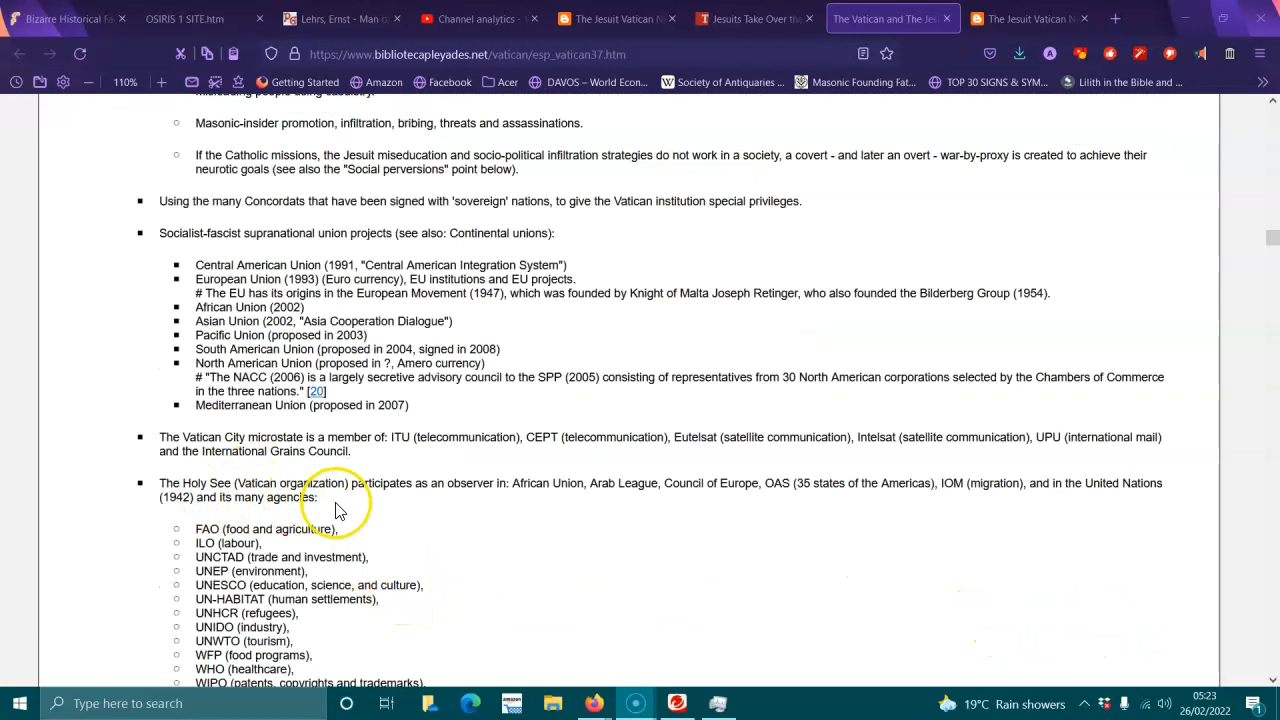 Bizarre Historical Fa
OSIRIS 1 SITE.htm
Lehrs, Ernst - Man o
Channel analytics -
The Jesuit Vatican N
Jesuits Take Over the
The Vatican and The Je
The Jesuit Vatican N
https://www.bibliotecapleyades.net/vatican/esp_vatican37.htm
110%
Getting Started
Amazon
Facebook
Acer
DAVOS – World Econ...
Society of Antiquaries ...
Masonic Founding Fat...
TOP 30 SIGNS & SYM...
Lilith in the Bible and ...
misleading people using casuistry.
Masonic-insider promotion, infiltration, bribing, threats and assassinations.
If the Catholic missions, the Jesuit miseducation and socio-political infiltration strategies do not work in a society, a covert - and later an overt - war-by-proxy is created to achieve their
neurotic goals (see also the "Social perversions" point below).
Using the many Concordats that have been signed with 'sovereign' nations, to give the Vatican institution special privileges.
Socialist-fascist supranational union projects (see also: Continental unions):
Central American Union (1991, "Central American Integration System")
European Union (1993) (Euro currency), EU institutions and EU projects.
# The EU has its origins in the European Movement (1947), which was founded by Knight of Malta Joseph Retinger, who also founded the Bilderberg Group (1954).
African Union (2002)
Asian Union (2002, "Asia Cooperation Dialogue")
Pacific Union (proposed in 2003)
South American Union (proposed in 2004, signed in 2008)
North American Union (proposed in ?, Amero currency)
# "The NACC (2006) is a largely secretive advisory council to the SPP (2005) consisting of representatives from 30 North American corporations selected by the Chambers of Commerce
in the three nations." [20]
Mediterranean Union (proposed in 2007)
The Vatican City microstate is a member of: ITU (telecommunication), CEPT (telecommunication), Eutelsat (satellite communication), Intelsat (satellite communication), UPU (international mail)
and the International Grains Council.
The Holy See (Vatican organization) participates as an observer in: African Union, Arab League, Council of Europe, OAS (35 states of the Americas), IOM (migration), and in the United Nations
(1942) and its many agencies:
FAO (food and agriculture),
ILO (labour),
UNCTAD (trade and investment),
UNEP (environment),
UNESCO (education, science, and culture),
UN-HABITAT (human settlements),
UNHCR (refugees),
UNIDO (industry),
UNWTO (tourism),
WFP (food programs),
WHO (healthcare),
WIPO (patents, copyrights and trademarks),
Type here to search
amazon
19°C Rain showers
05:23
26/02/2022